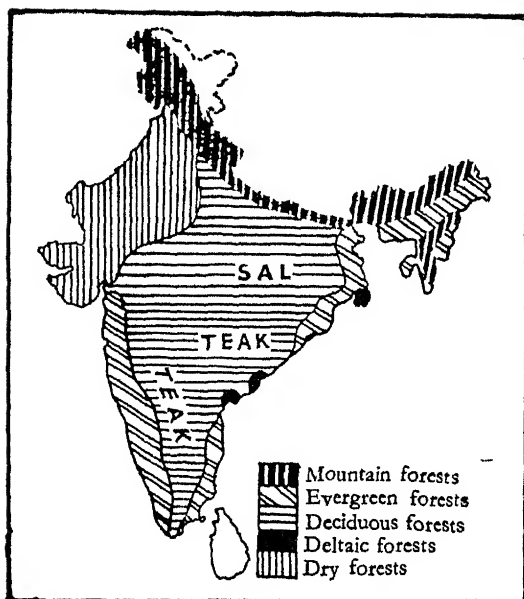 SAL
TEAK
TEAK
Mountain forests
Evergreen forests
Deciduous forests
Deltaic forests
Dry forests